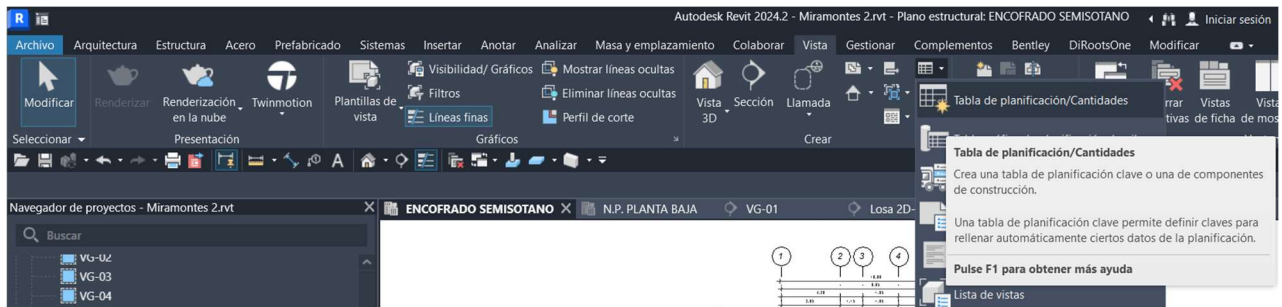 Autodesk Revit 2024.2 - Miramontes 2.rvt - Plano estructural: ENCOFRADO SEMISOTANO
Iniciar sesión
Archivo Arquitectura Estructura Acero Prefabricado Sistemas Insertar Anotar Analizar Masa y emplazamiento Colaborar Vista Gestionar Complementos Bentley DiRootsOne Modificar
Modificar
Renderizar
Renderización
en la nube
Twinmotion
Plantillas de
vista
Visibilidad/ Gráficos
Filtros
Líneas finas
Mostrar líneas ocultas
Eliminar líneas ocultas
Perfil de corte
Vista
3D
Sección
Llamada
Tabla de planificación/Cantidades
Vistas
de ficha
Seleccionar Presentación Gráficos Crear
Tabla de planificación/Cantidades
Crea una tabla de planificación clave o una de componentes
de construcción.
Una tabla de planificación clave permite definir claves para
rellenar automáticamente ciertos datos de la planificación.
Pulse F1 para obtener más ayuda
Lista de vistas
Navegador de proyectos - Miramontes 2.rvt
ENCOFRADO SEMISOTANO
N.P. PLANTA BAJA
VG-01
Losa 2D-
Buscar
VG-02
VG-03
VG-04
1 2 3 4